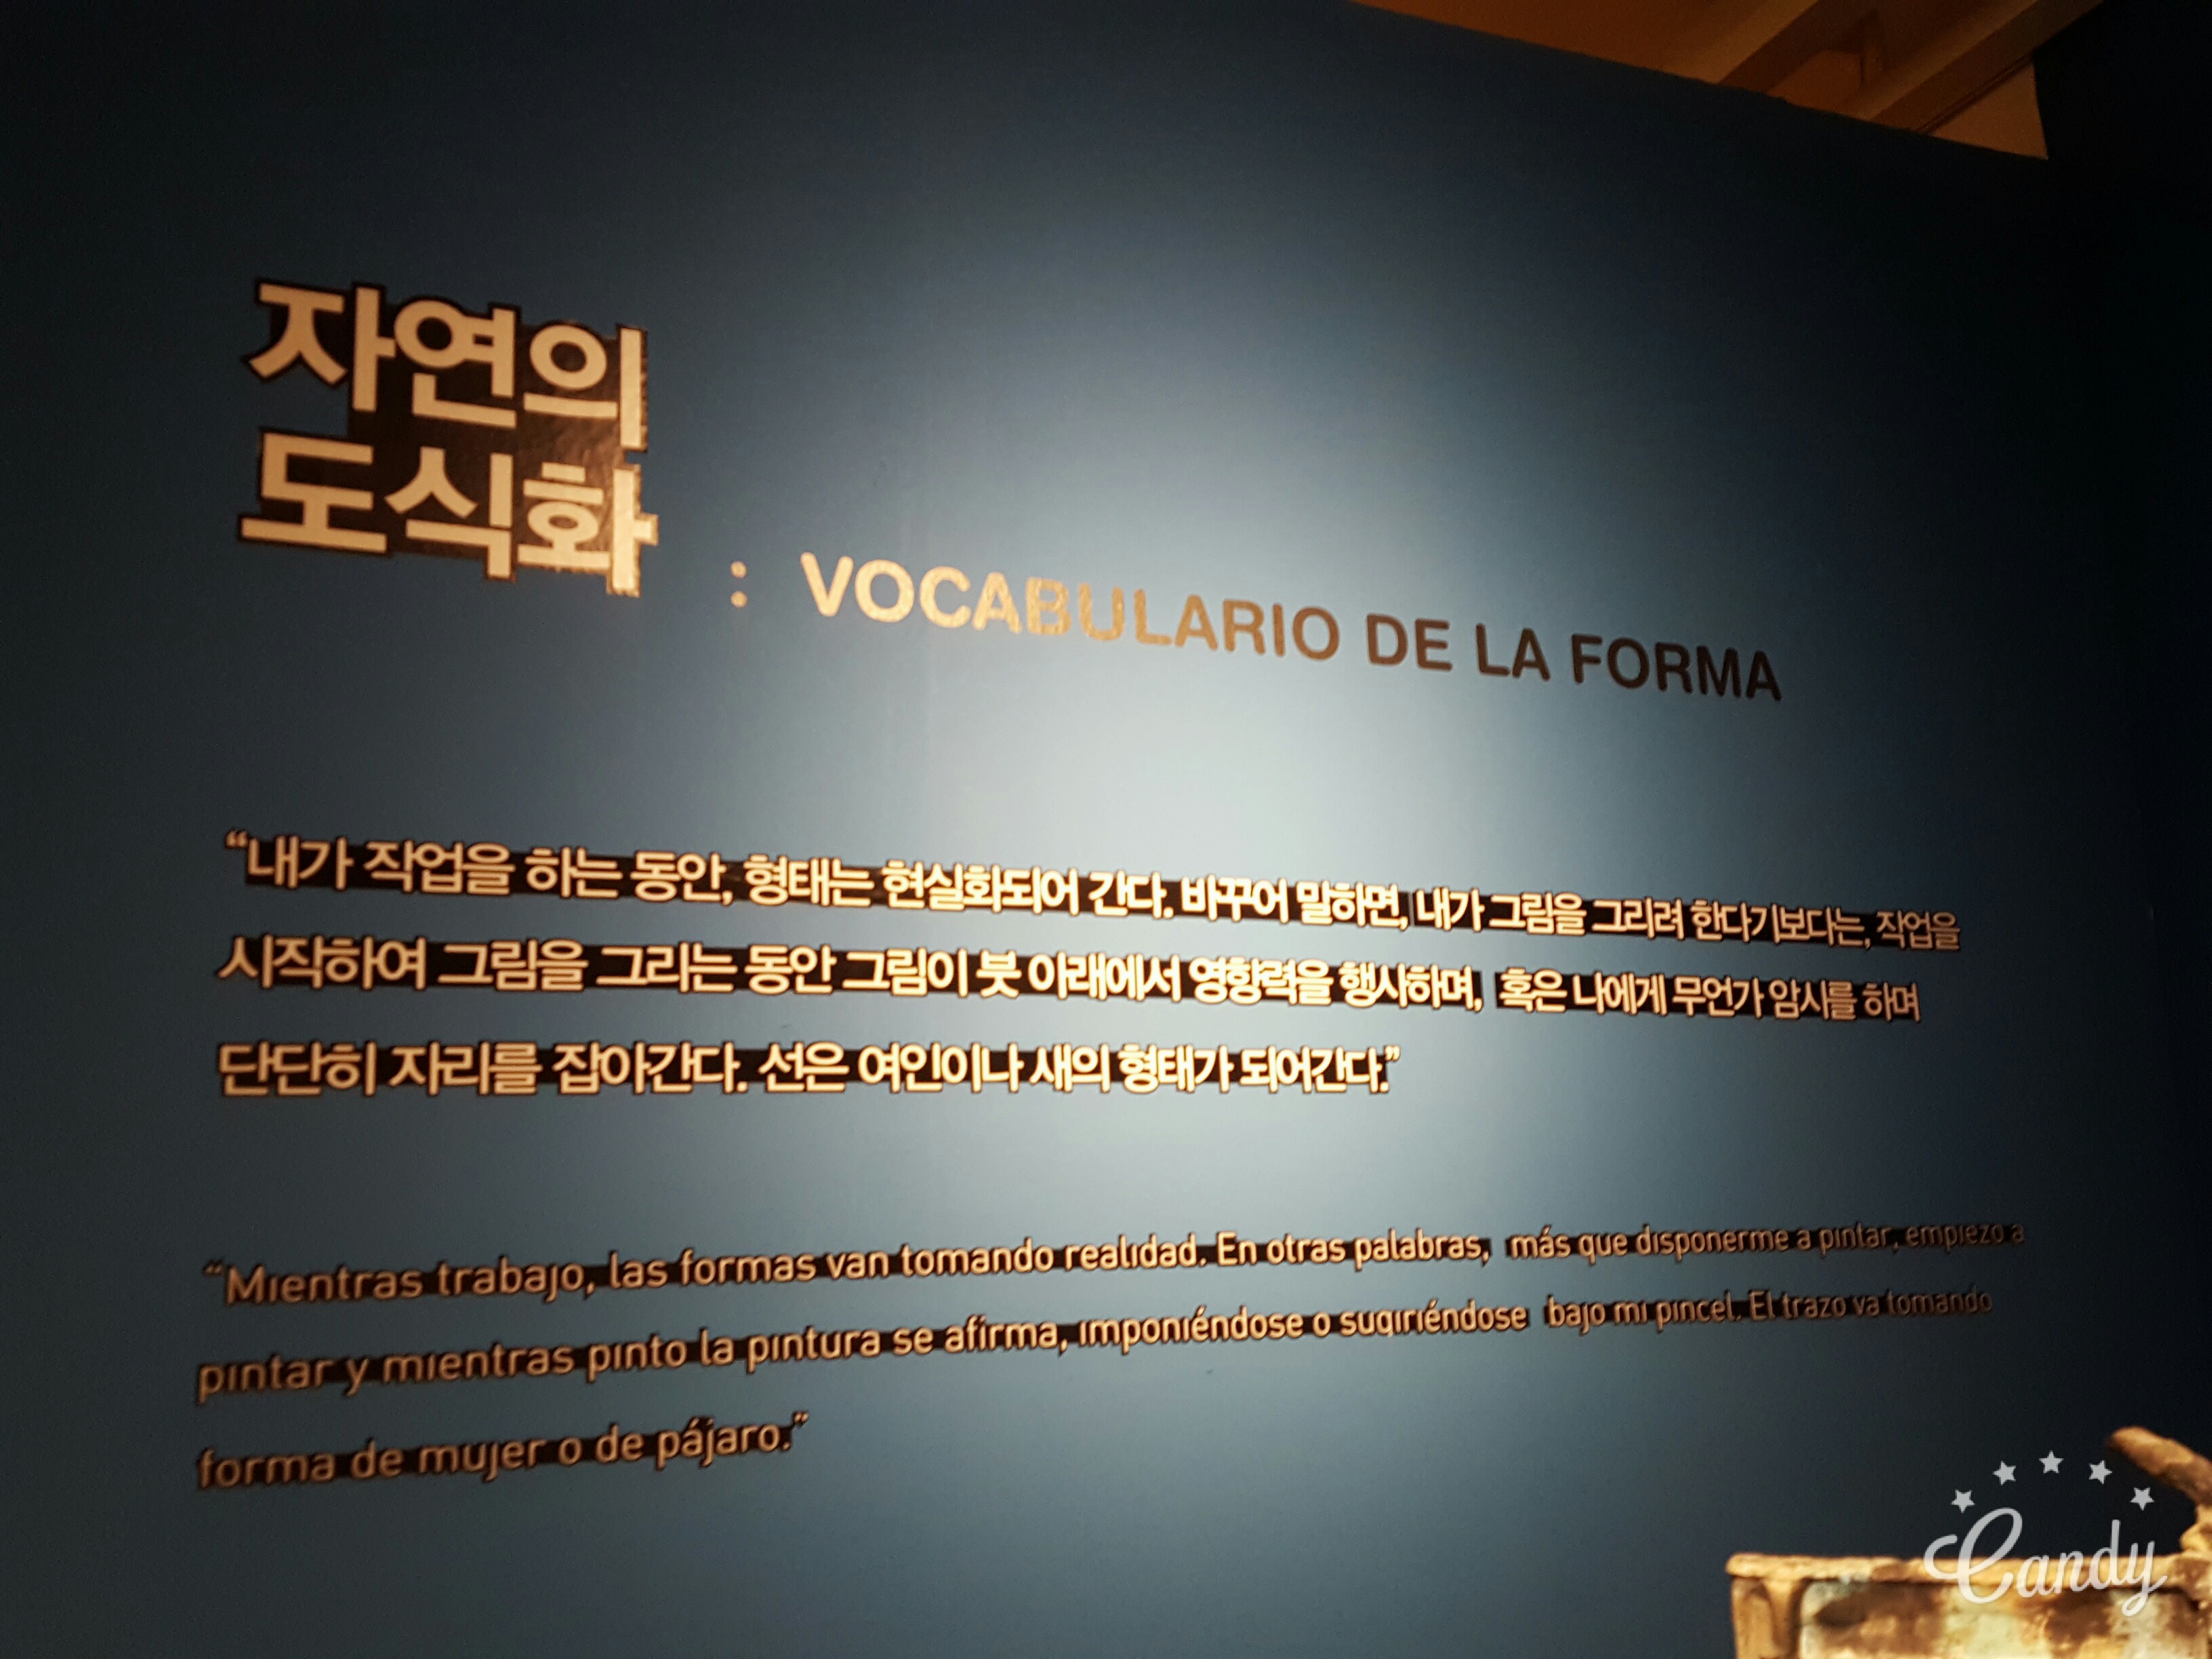 자연의
도식화
: VOCABULARIO DE LA FORMA
“내가 작업을 하는 동안, 형태는 현실화되어 간다. 바꾸어 말하면, 내가 그림을 그리려 한다기보다는, 작업을
시작하여 그림을 그리는 동안 그림이 붓 아래에서 영향력을 행사하며, 혹은 나에게 무언가 암시를 하며
단단히 자리를 잡아간다. 선은 여인이나 새의 형태가 되어간다.”
“Mientras trabajo, las formas van tomando realidad. En otras palabras, más que disponerme a pintar, empiezo a
pintar y mientras pinto la pintura se afirma, imponiéndose o sugiriéndose bajo mi pincel. El trazo va tomando
forma de mujer o de pájaro.”
Candy